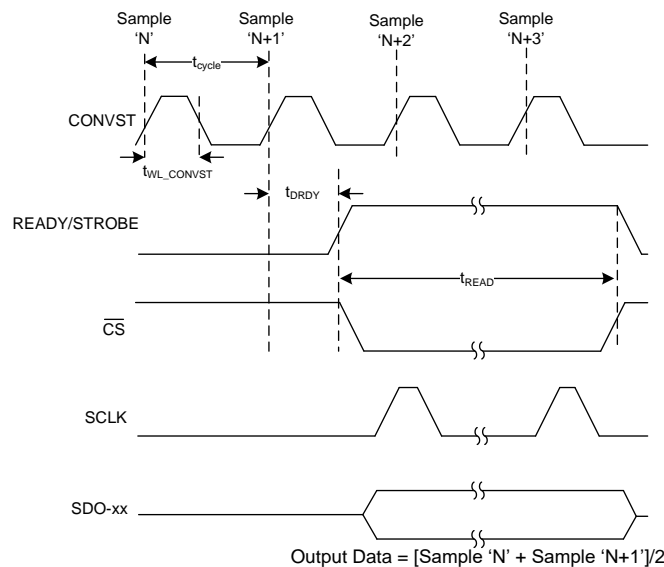 Sample Sample Sample Sample
'N' 'N+1' 'N+2' 'N+3'
tcycle
CONVST
tWL_CONVST
tDRDY
READY/STROBE
tREAD
CS
SCLK
SDO-xx
Output Data = [Sample 'N' + Sample 'N+1']/2